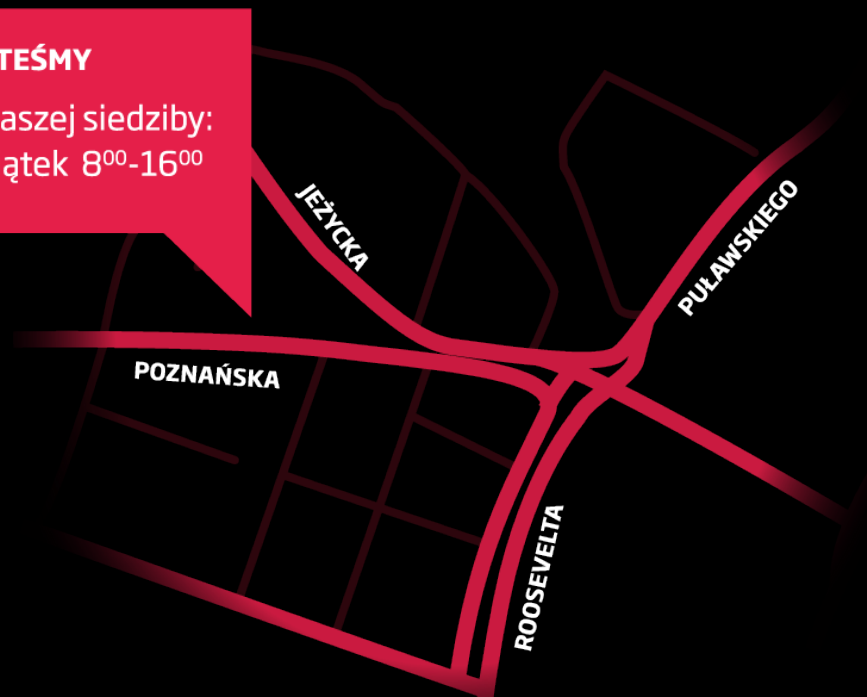 TEŚMY
aszej siedziby:
ątek 8⁰⁰-16⁰⁰
JEŻYCKA
PUŁAWSKIEGO
POZNAŃSKA
ROOSEVELTA